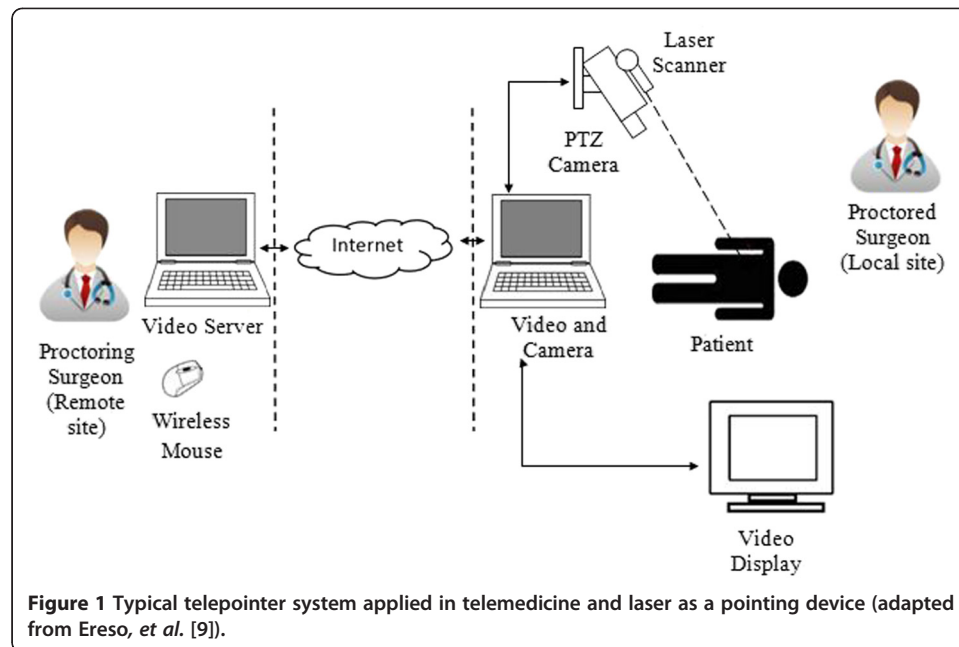 Laser
Scanner
PTZ
Camera
Proctored
Surgeon
(Local site)
Internet
Video Server
Video and
Camera
Patient
Proctoring
Surgeon
(Remote
site)
Wireless
Mouse
Video
Display
Figure 1 Typical telepointer system applied in telemedicine and laser as a pointing device (adapted
from Ereso, et al. [9]).